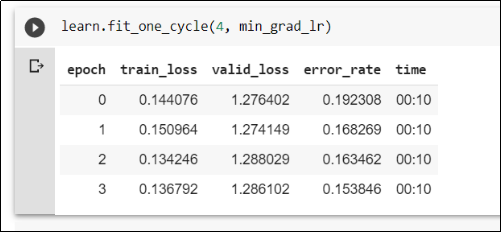 learn.fit_one_cycle(4, min_grad_lr)
epoch train_loss valid_loss error_rate time
0 0.144076 1.276402 0.192308 00:10
1 0.150964 1.274149 0.168269 00:10
2 0.134246 1.288029 0.163462 00:10
3 0.136792 1.286102 0.153846 00:10